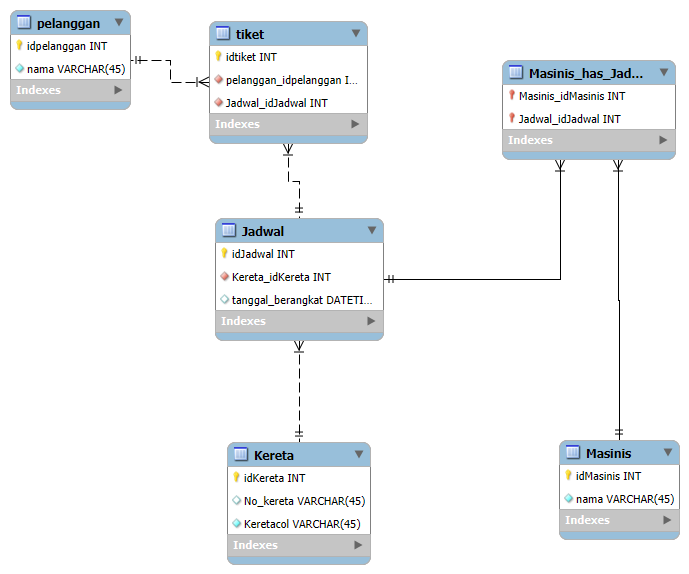 pelanggan
idpelanggan INT
nama VARCHAR(45)
Indexes
tiket
idtiket INT
pelanggan_idpelanggan I...
Jadwal_idJadwal INT
Indexes
Masinis_has_Jad...
Masinis_idMasinis INT
Jadwal_idJadwal INT
Indexes
Jadwal
idJadwal INT
Kereta_idKereta INT
tanggal_berangkat DATETI...
Indexes
Kereta
idKereta INT
No_kereta VARCHAR(45)
Keretacol VARCHAR(45)
Indexes
Masinis
idMasinis INT
nama VARCHAR(45)
Indexes